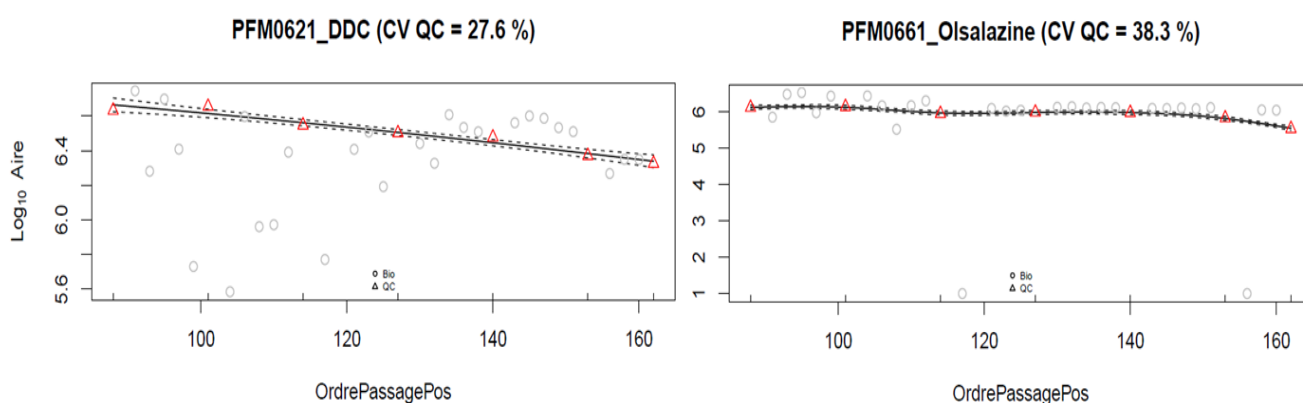 PFM0621_DDC (CV QC = 27.6 %)
PFM0661_Olsalazine (CV QC = 38.3 %)
Log10 Aire
6.4
6.0
5.6
Bio
QC
100
120
140
160
OrdrePassagePos
6
5
4
3
2
1
Bio
QC
100
120
140
160
OrdrePassagePos